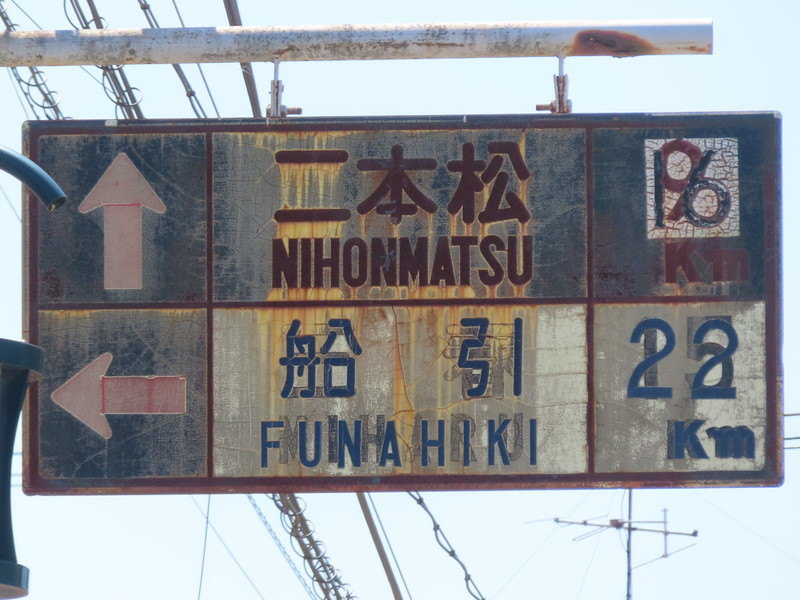 二本松
NIHONMATSU
16
Km
船引
FUNAHIKI
22
Km